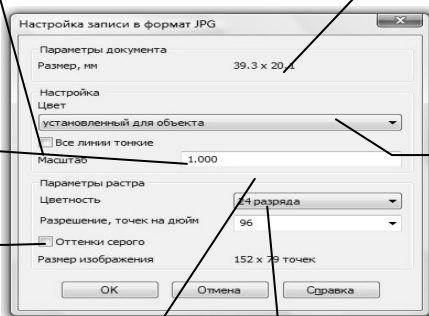 Настройка записи в формат JPG
Параметры документа
Размер, мм 39.3 x 20.1
Настройка
Цвет
установленный для объекта
Все линии тонкие
Масштаб 1.000
Параметры растра
Цветность 24 разряда
Разрешение, точек на дюйм 96
Оттенки серого
Размер изображения 152 x 79 точек
OK Отмена Справка